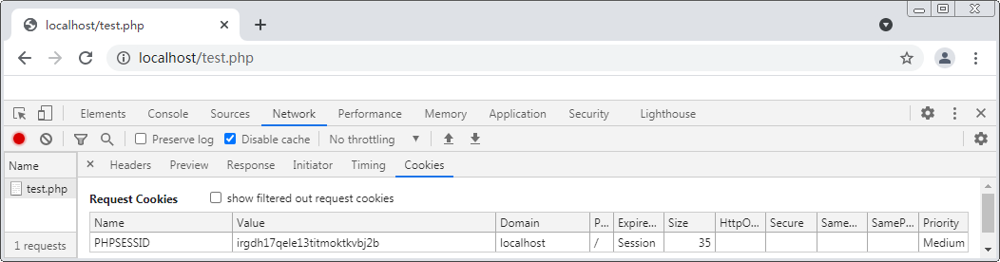 localhost/test.php
localhost/test.php
Elements Console Sources Network Performance Memory Application Security Lighthouse
Preserve log Disable cache No throttling
Name Headers Preview Response Initiator Timing Cookies
test.php
Request Cookies show filtered out request cookies
Name Value Domain P... Expire... Size HttpO... Secure Same... SameP... Priority
PHPSESSID irgdh17qele13titmoktkvbj2b localhost / Session 35 Medium
1 requests